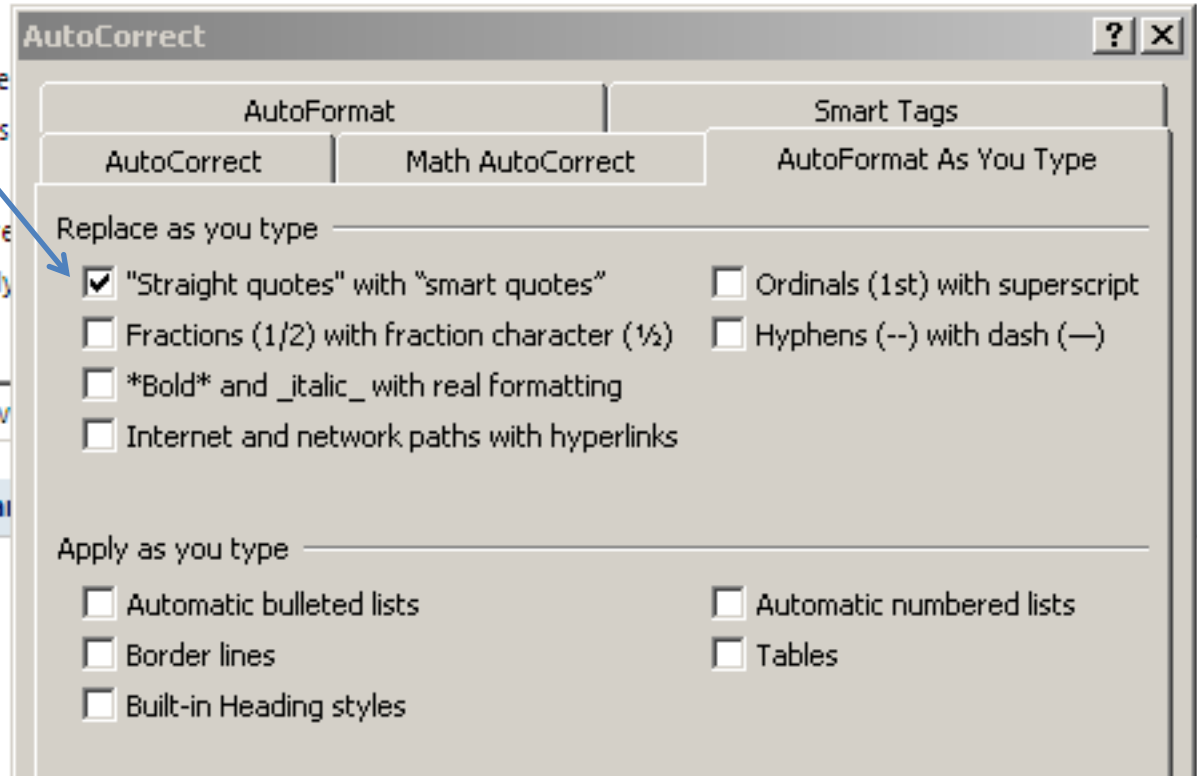 AutoCorrect
AutoFormat Smart Tags
AutoCorrect Math AutoCorrect AutoFormat As You Type
Replace as you type
"Straight quotes" with “smart quotes” Ordinals (1st) with superscript
Fractions (1/2) with fraction character (½) Hyphens (--) with dash (—)
*Bold* and _italic_ with real formatting
Internet and network paths with hyperlinks
Apply as you type
Automatic bulleted lists Automatic numbered lists
Border lines Tables
Built-in Heading styles